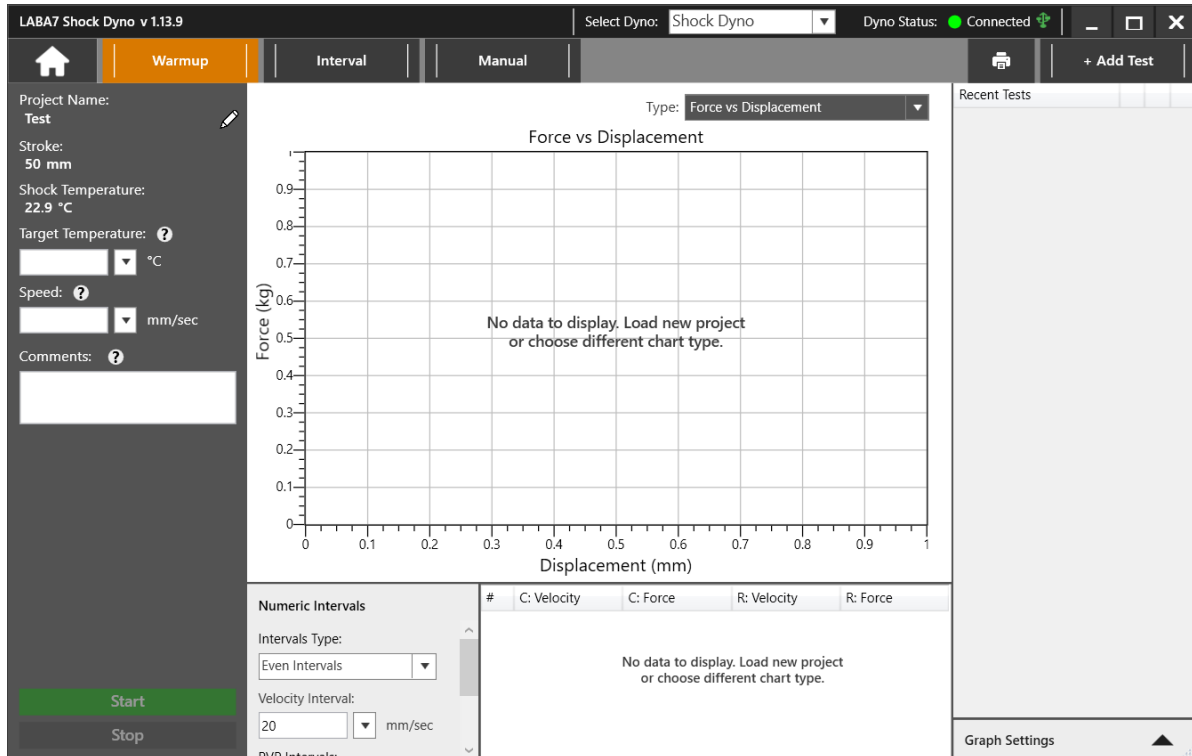 LABA7 Shock Dyno v 1.13.9
Select Dyno: Shock Dyno
Dyno Status: Connected
Warmup
Interval
Manual
+ Add Test
Project Name:
Test
Stroke:
50 mm
Shock Temperature:
22.9 °C
Target Temperature: ?
°C
Speed: ?
mm/sec
Comments: ?
Start
Stop
Type: Force vs Displacement
Force vs Displacement
Force (kg)
1
0.9
0.8
0.7
0.6
0.5
0.4
0.3
0.2
0.1
0
No data to display. Load new project
or choose different chart type.
0 0.1 0.2 0.3 0.4 0.5 0.6 0.7 0.8 0.9 1
Displacement (mm)
Numeric Intervals
Intervals Type:
Even Intervals
Velocity Interval:
20 mm/sec
PVP Intervals:
# C: Velocity C: Force R: Velocity R: Force
No data to display. Load new project
or choose different chart type.
Recent Tests
Graph Settings